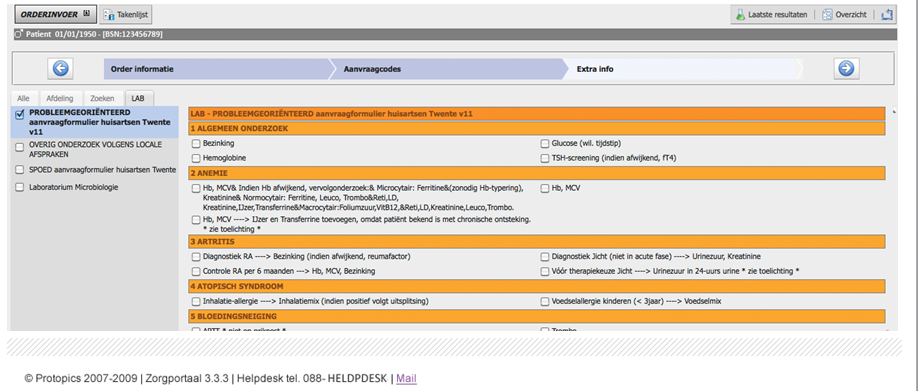 ORDERINVOER
Takenlijst
Laatste resultaten
Overzicht
Patient 01/01/1950 - [BSN:123456789]
Order informatie
Aanvraagcodes
Extra info
Alle
Afdeling
Zoeken
LAB
PROBLEEMGEORIËNTEERD
aanvraagformulier huisartsen Twente
v11
OVERIG ONDERZOEK VOLGENS LOCALE
AFSPRAKEN
SPOED aanvraagformulier huisartsen Twente
Laboratorium Microbiologie
LAB - PROBLEEMGEORIËNTEERD aanvraagformulier huisartsen Twente v11
1 ALGEMEEN ONDERZOEK
Bezinking
Glucose (wil. tijdstip)
Hemoglobine
TSH-screening (indien afwijkend, fT4)
2 ANEMIE
Hb, MCV& Indien Hb afwijkend, vervolgonderzoek:& Microcytair: Ferritine&(zonodig Hb-typering),
Kreatinine& Normocytair: Ferritine, Leuco, Trombo&Reti,LD,
Kreatinine,IJzer,Transferrine&Macrocytair:Foliumzuur,VitB12,&Reti,LD,Kreatinine,Leuco,Trombo.
Hb, MCV
Hb, MCV ----> IJzer en Transferrine toevoegen, omdat patiënt bekend is met chronische ontsteking.
* zie toelichting *
3 ARTRITIS
Diagnostiek RA ----> Bezinking (indien afwijkend, reumafactor)
Diagnostiek Jicht (niet in acute fase) ----> Urinezuur, Kreatinine
Controle RA per 6 maanden ---> Hb, MCV, Bezinking
Vóór therapiekeuze Jicht ----> Urinezuur in 24-uurs urine * zie toelichting *
4 ATOPISCH SYNDROOM
Inhalatie-allergie ----> Inhalatiemix (indien positief volgt uitsplitsing)
Voedselallergie kinderen (< 3jaar) ----> Voedselmix
5 BLOEDINGSNEIGING
APTT * niet op prikpost *
Trombo
© Protopics 2007-2009 | Zorgportaal 3.3.3 | Helpdesk tel. 088- HELDPDESK | Mail